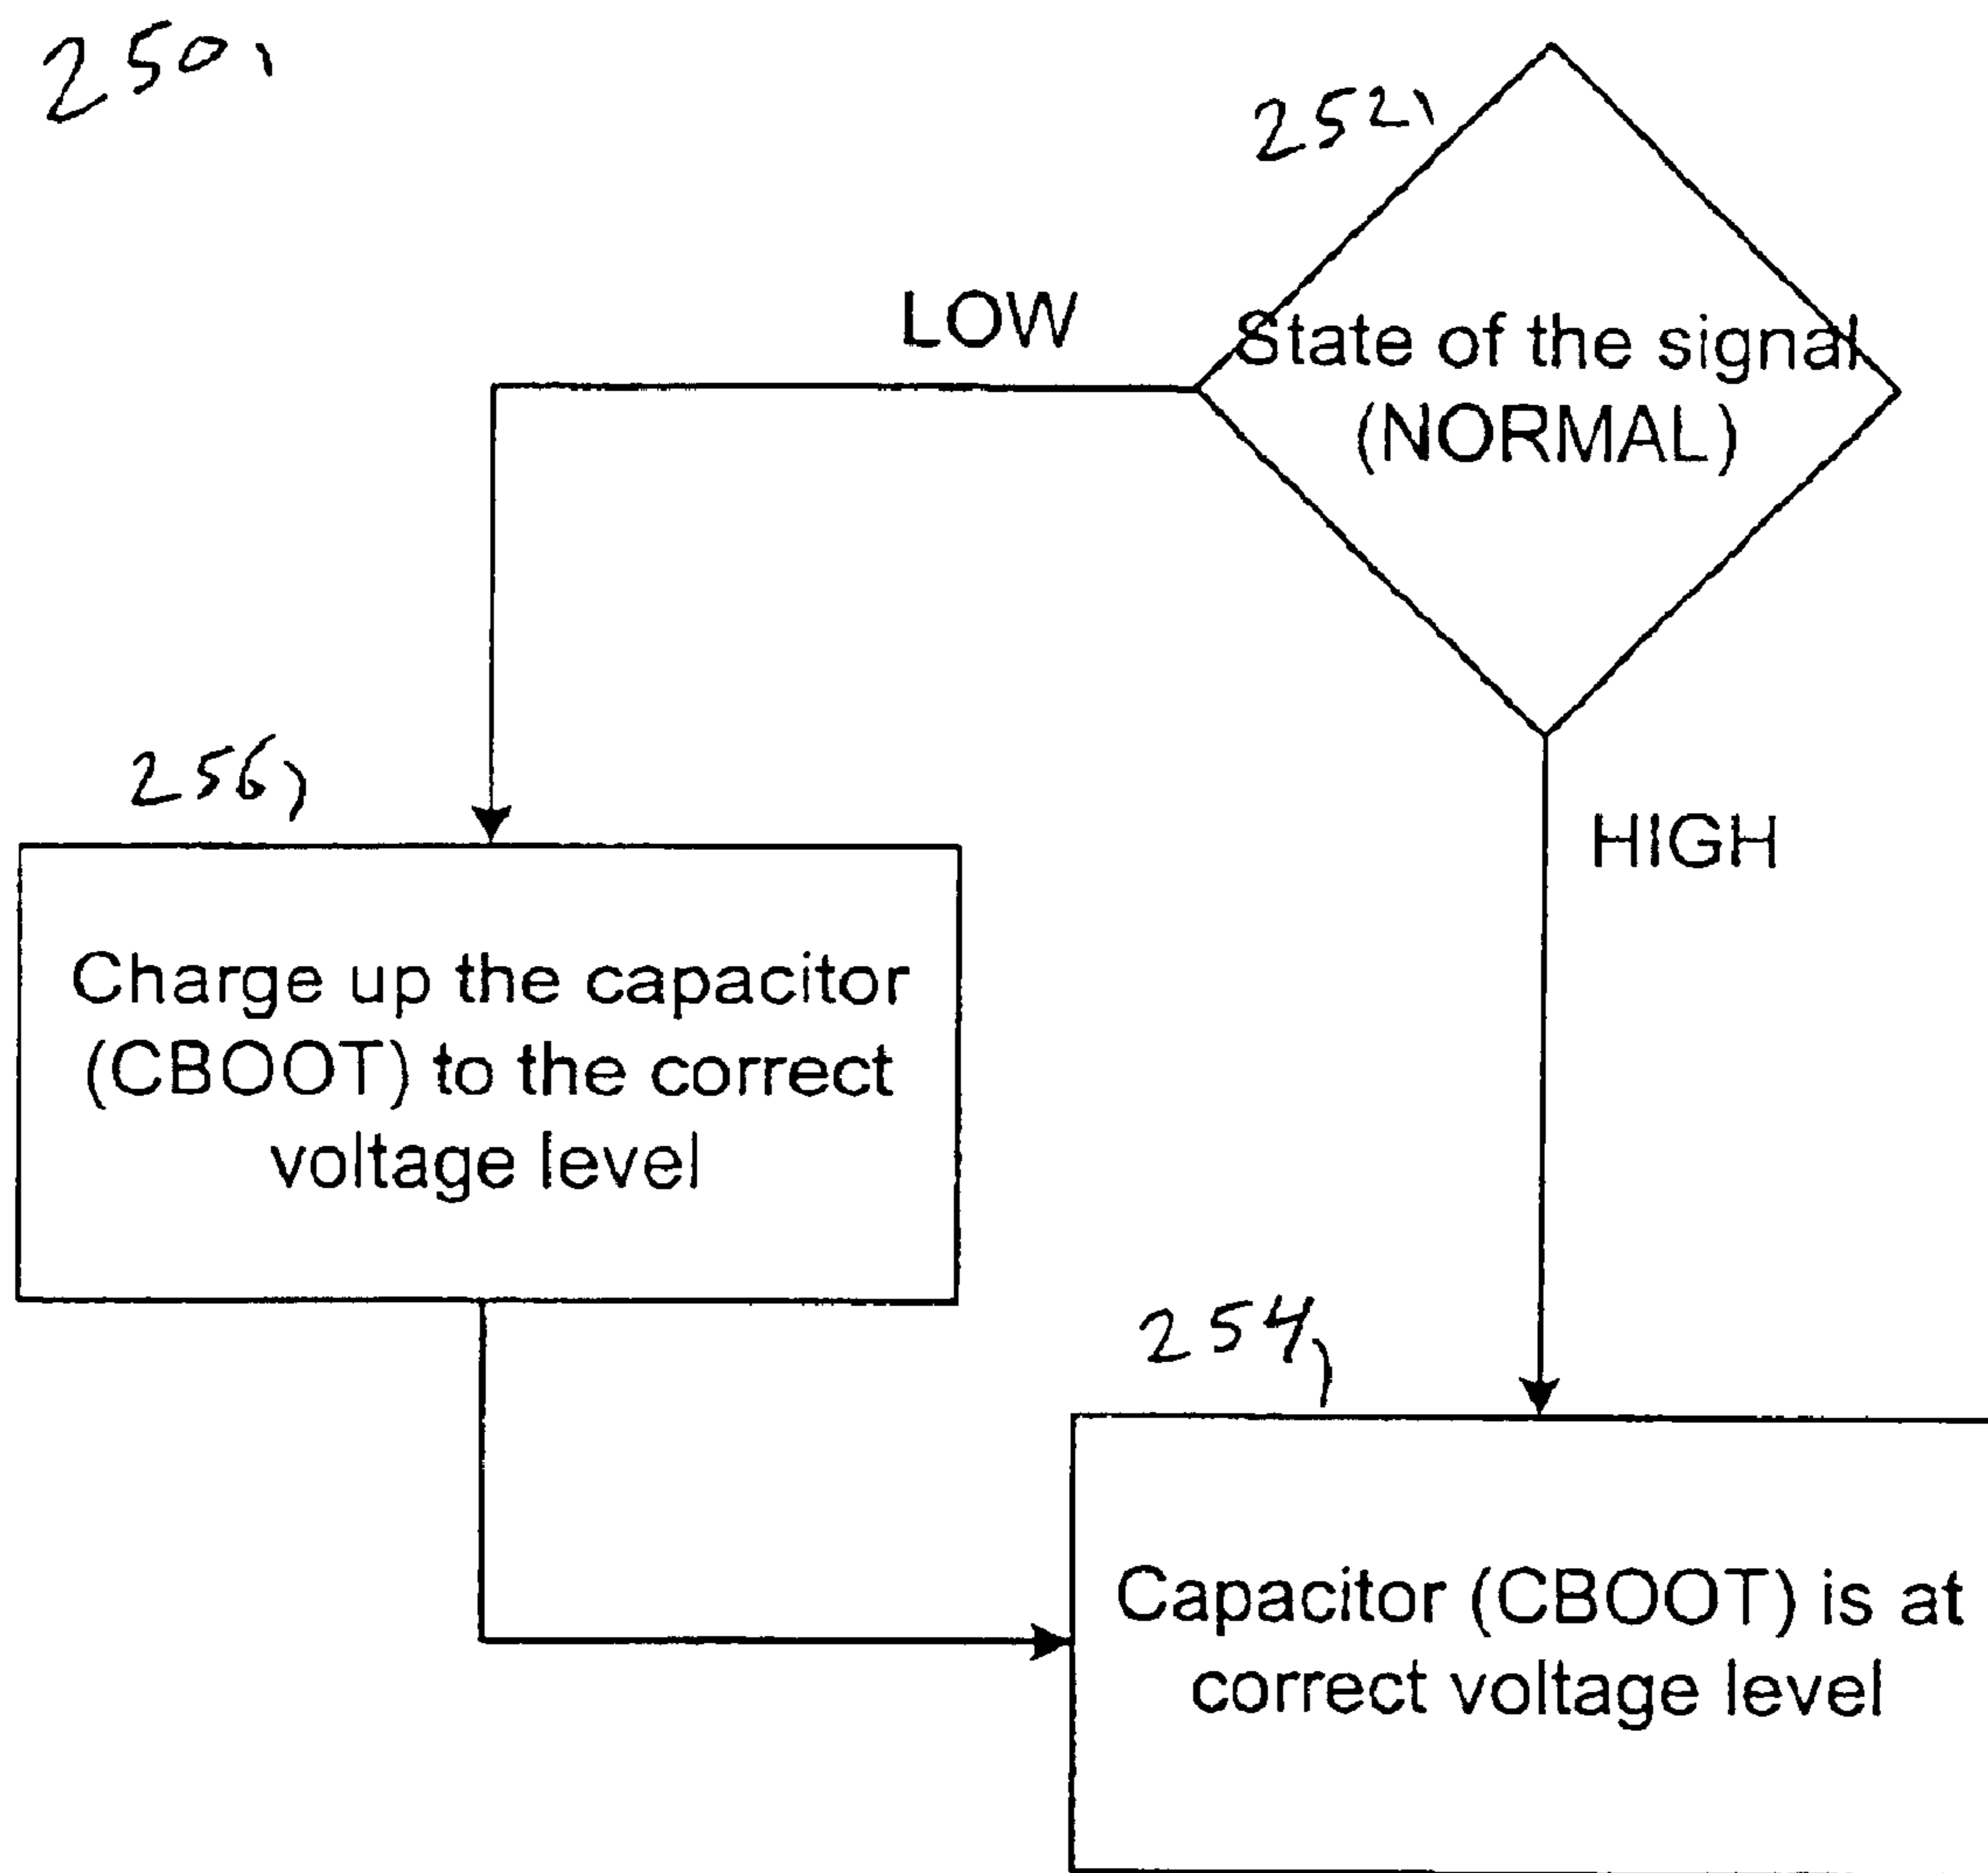 250
252
State of the signal
(NORMAL)
LOW
HIGH
256
Charge up the capacitor
(CBOOT) to the correct
voltage level
254
Capacitor (CBOOT) is at
correct voltage level